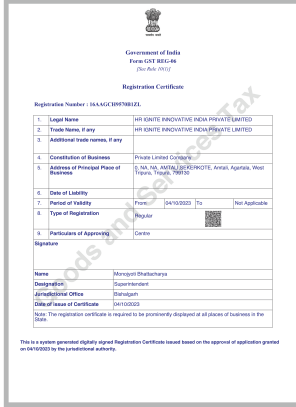 Government of India
Form GST REG-06
[See Rule 10(1)]
Registration Certificate
Registration Number : 16AAGCH9970B1ZL
1. Legal Name HR IGNITE INNOVATIVE INDIA PRIVATE LIMITED
2. Trade Name, if any HR IGNITE INNOVATIVE INDIA PRIVATE LIMITED
3. Additional trade names, if any
4. Constitution of Business Private Limited Company
5. Address of Principal Place of Business 0, NA, NA, AMTALI SEKERKOTE, Amtali, Agartala, West Tripura, Tripura, 799130
6. Date of Liability
7. Period of Validity From 04/10/2023 To Not Applicable
8. Type of Registration Regular
9. Particulars of Approving Centre
Signature
Name Monojyoti Bhattacharya
Designation Superintendent
Jurisdictional Office Bishalgarh
Date of issue of Certificate 04/10/2023
Note: The registration certificate is required to be prominently displayed at all places of business in the State.
This is a system generated digitally signed Registration Certificate issued based on the approval of application granted on 04/10/2023 by the jurisdictional authority.
Goods and Services Tax